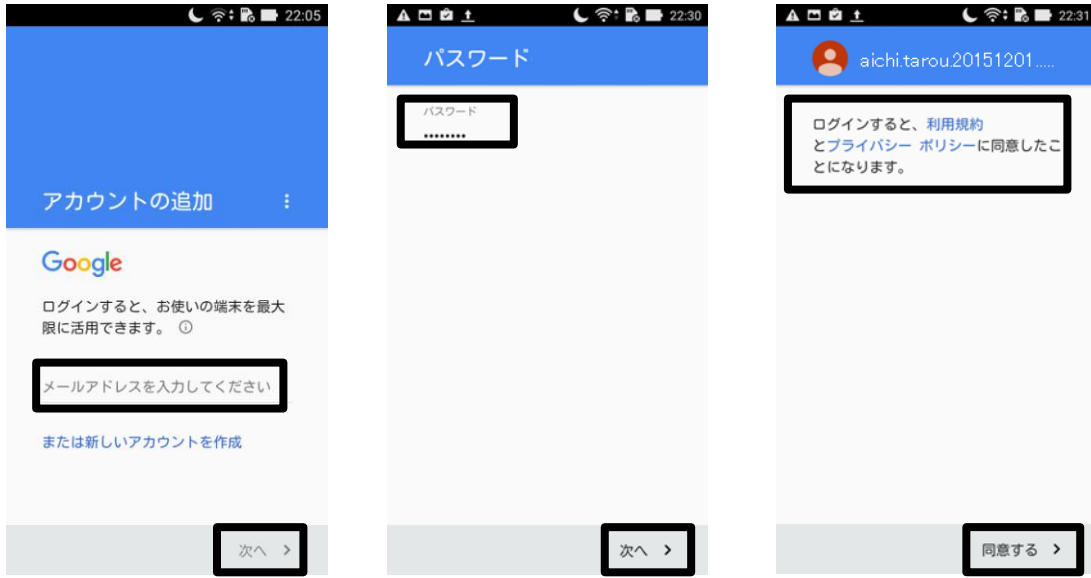 22:05
アカウントの追加
Google
ログインすると、お使いの端末を最大
限に活用できます。
メールアドレスを入力してください
または新しいアカウントを作成
次へ
22:30
パスワード
パスワード
••••••••
次へ
22:31
aichi.tarou.20151201.....
ログインすると、利用規約
とプライバシー ポリシーに同意したこ
とになります。
同意する